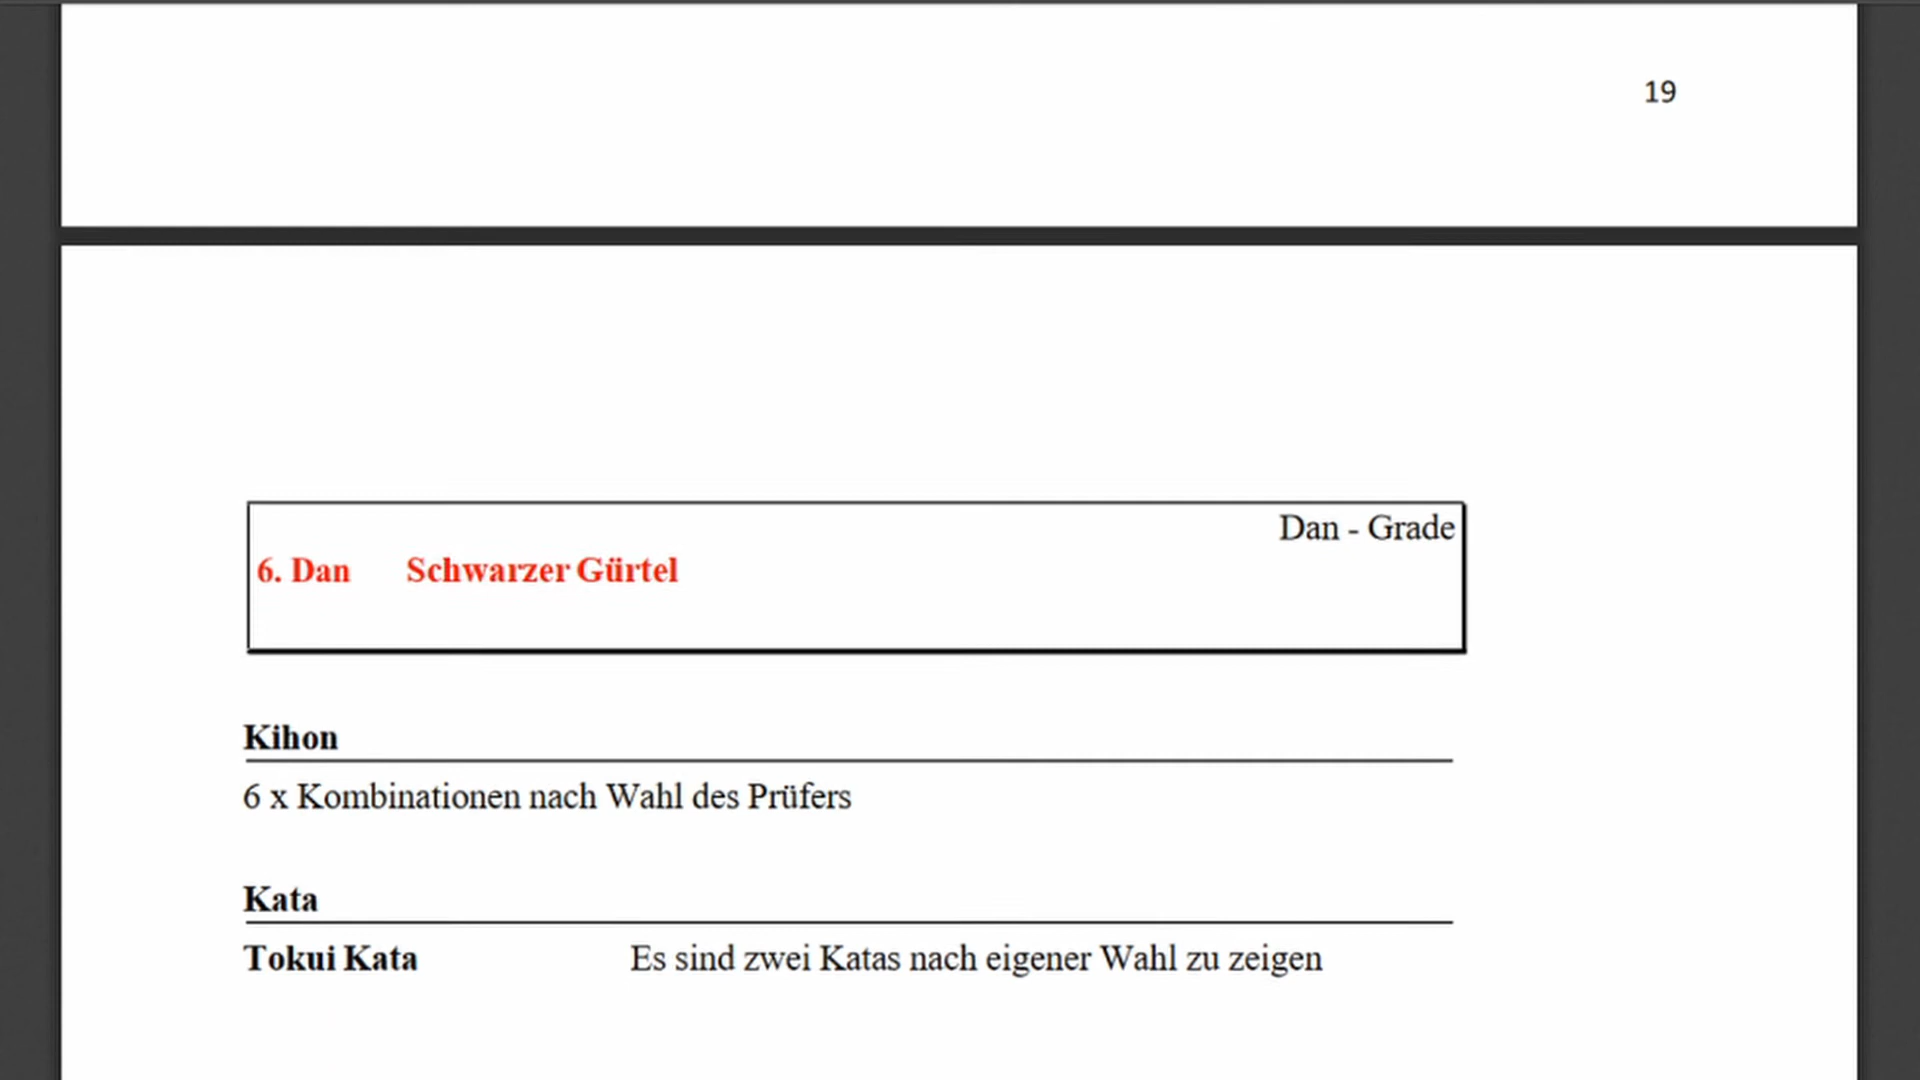 19
Dan - Grade
6. Dan Schwarzer Gürtel
Kihon
6 x Kombinationen nach Wahl des Prüfers
Kata
Tokui Kata Es sind zwei Katas nach eigener Wahl zu zeigen